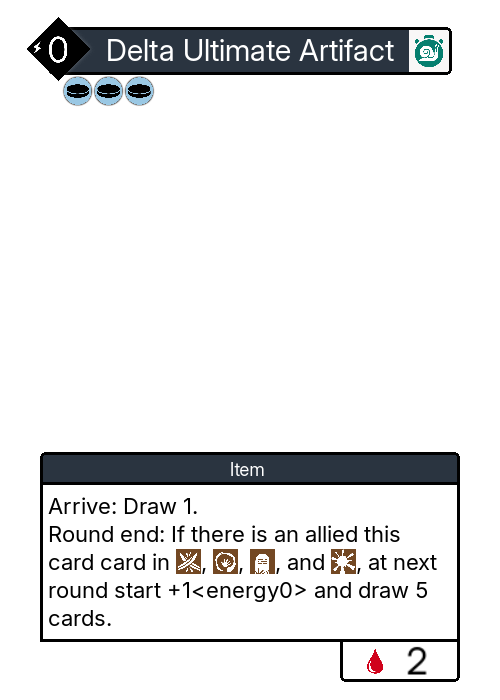 0 Delta Ultimate Artifact
Item
Arrive: Draw 1.
Round end: If there is an allied this
card card in , , , and , at next
round start +1<energy0> and draw 5
cards.
2